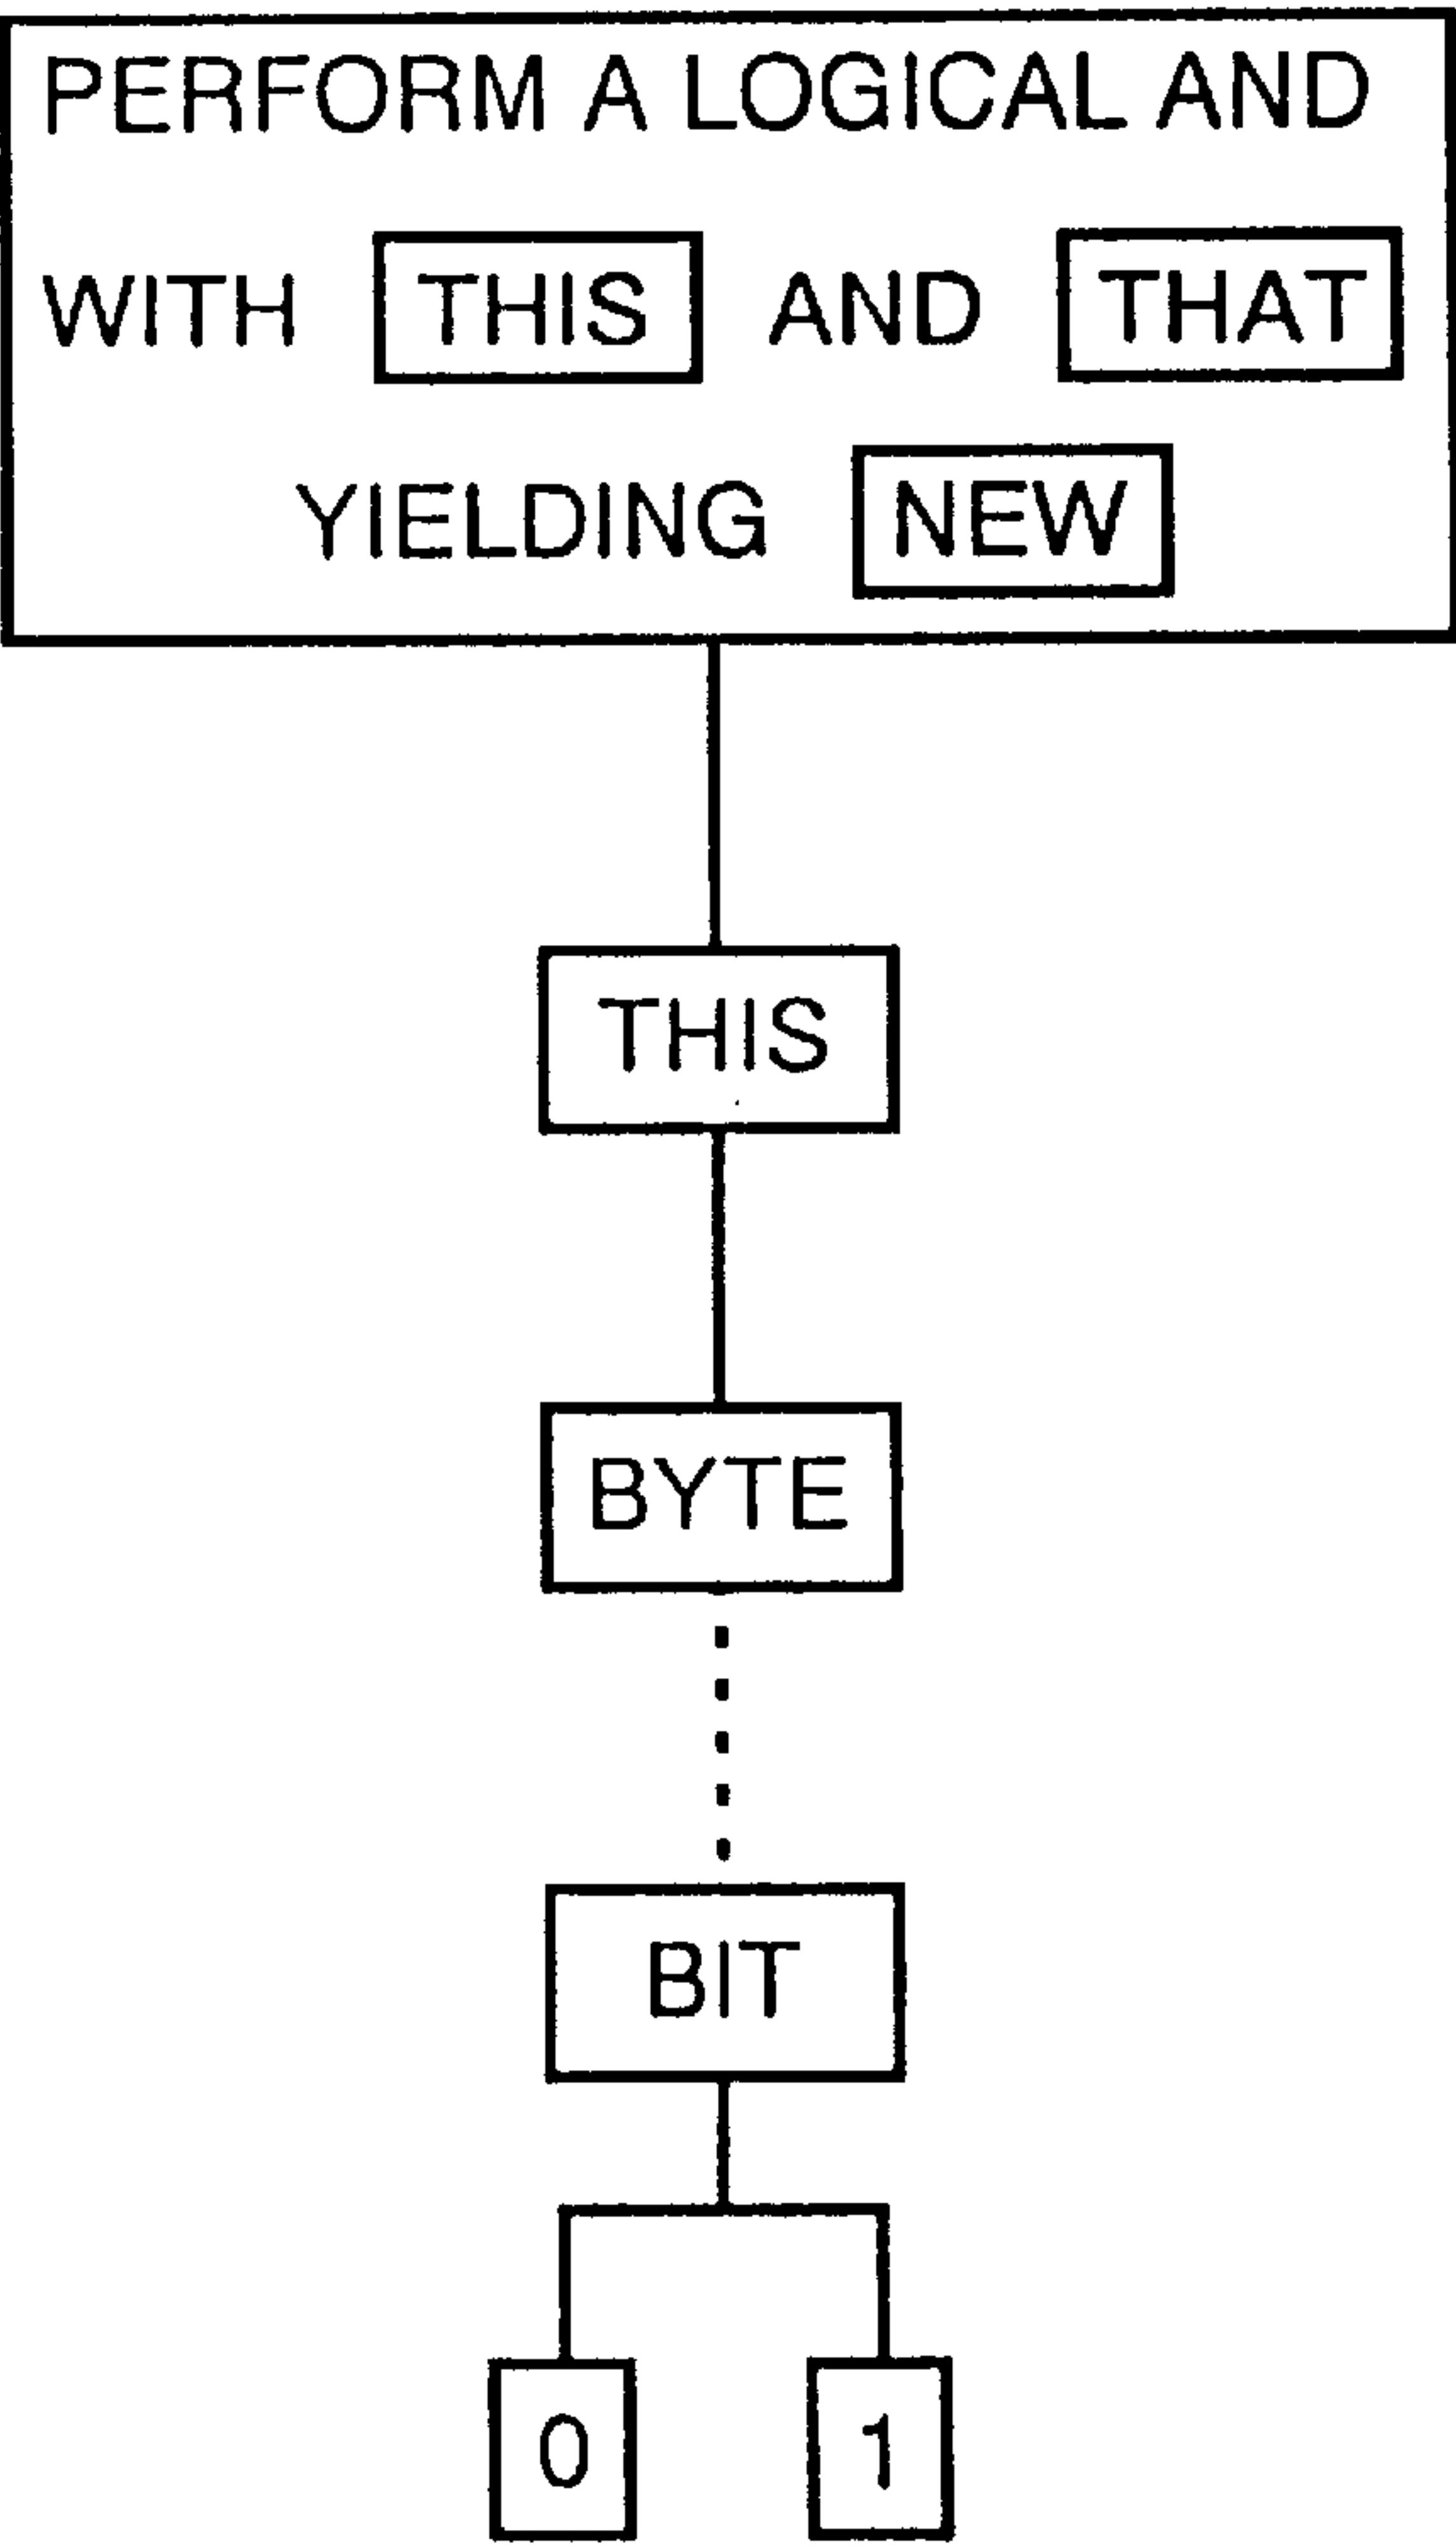 PERFORM A LOGICAL AND
WITH THIS AND THAT
YIELDING NEW
THIS
BYTE
BIT
0 1